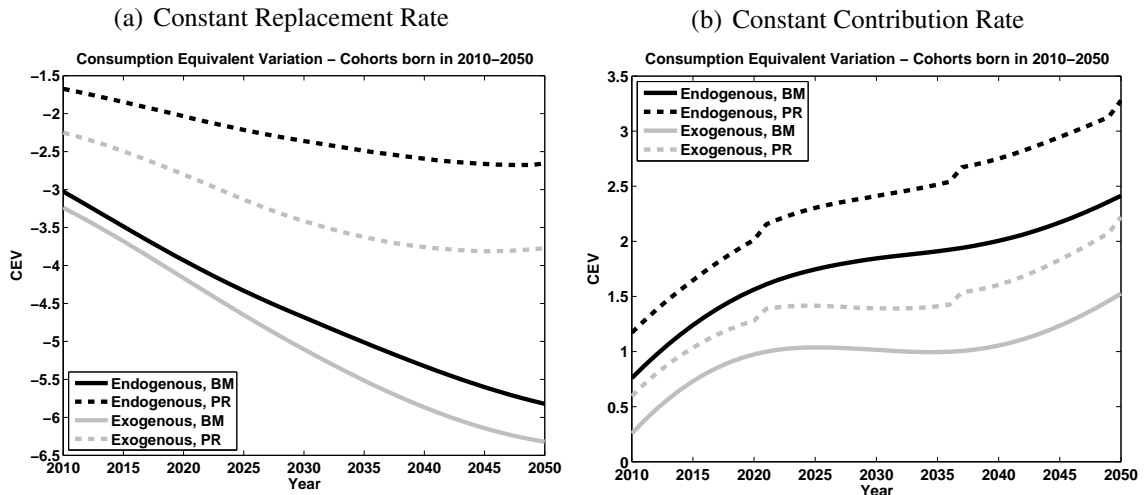 (a) Constant Replacement Rate
Consumption Equivalent Variation – Cohorts born in 2010–2050
−1.5
−2
−2.5
−3
−3.5
−4
−4.5
−5
−5.5
−6
−6.5
CEV
Endogenous, BM
Endogenous, PR
Exogenous, BM
Exogenous, PR
2010 2015 2020 2025 2030 2035 2040 2045 2050
Year
(b) Constant Contribution Rate
Consumption Equivalent Variation – Cohorts born in 2010–2050
3.5
3
2.5
2
1.5
1
0.5
0
CEV
Endogenous, BM
Endogenous, PR
Exogenous, BM
Exogenous, PR
2010 2015 2020 2025 2030 2035 2040 2045 2050
Year